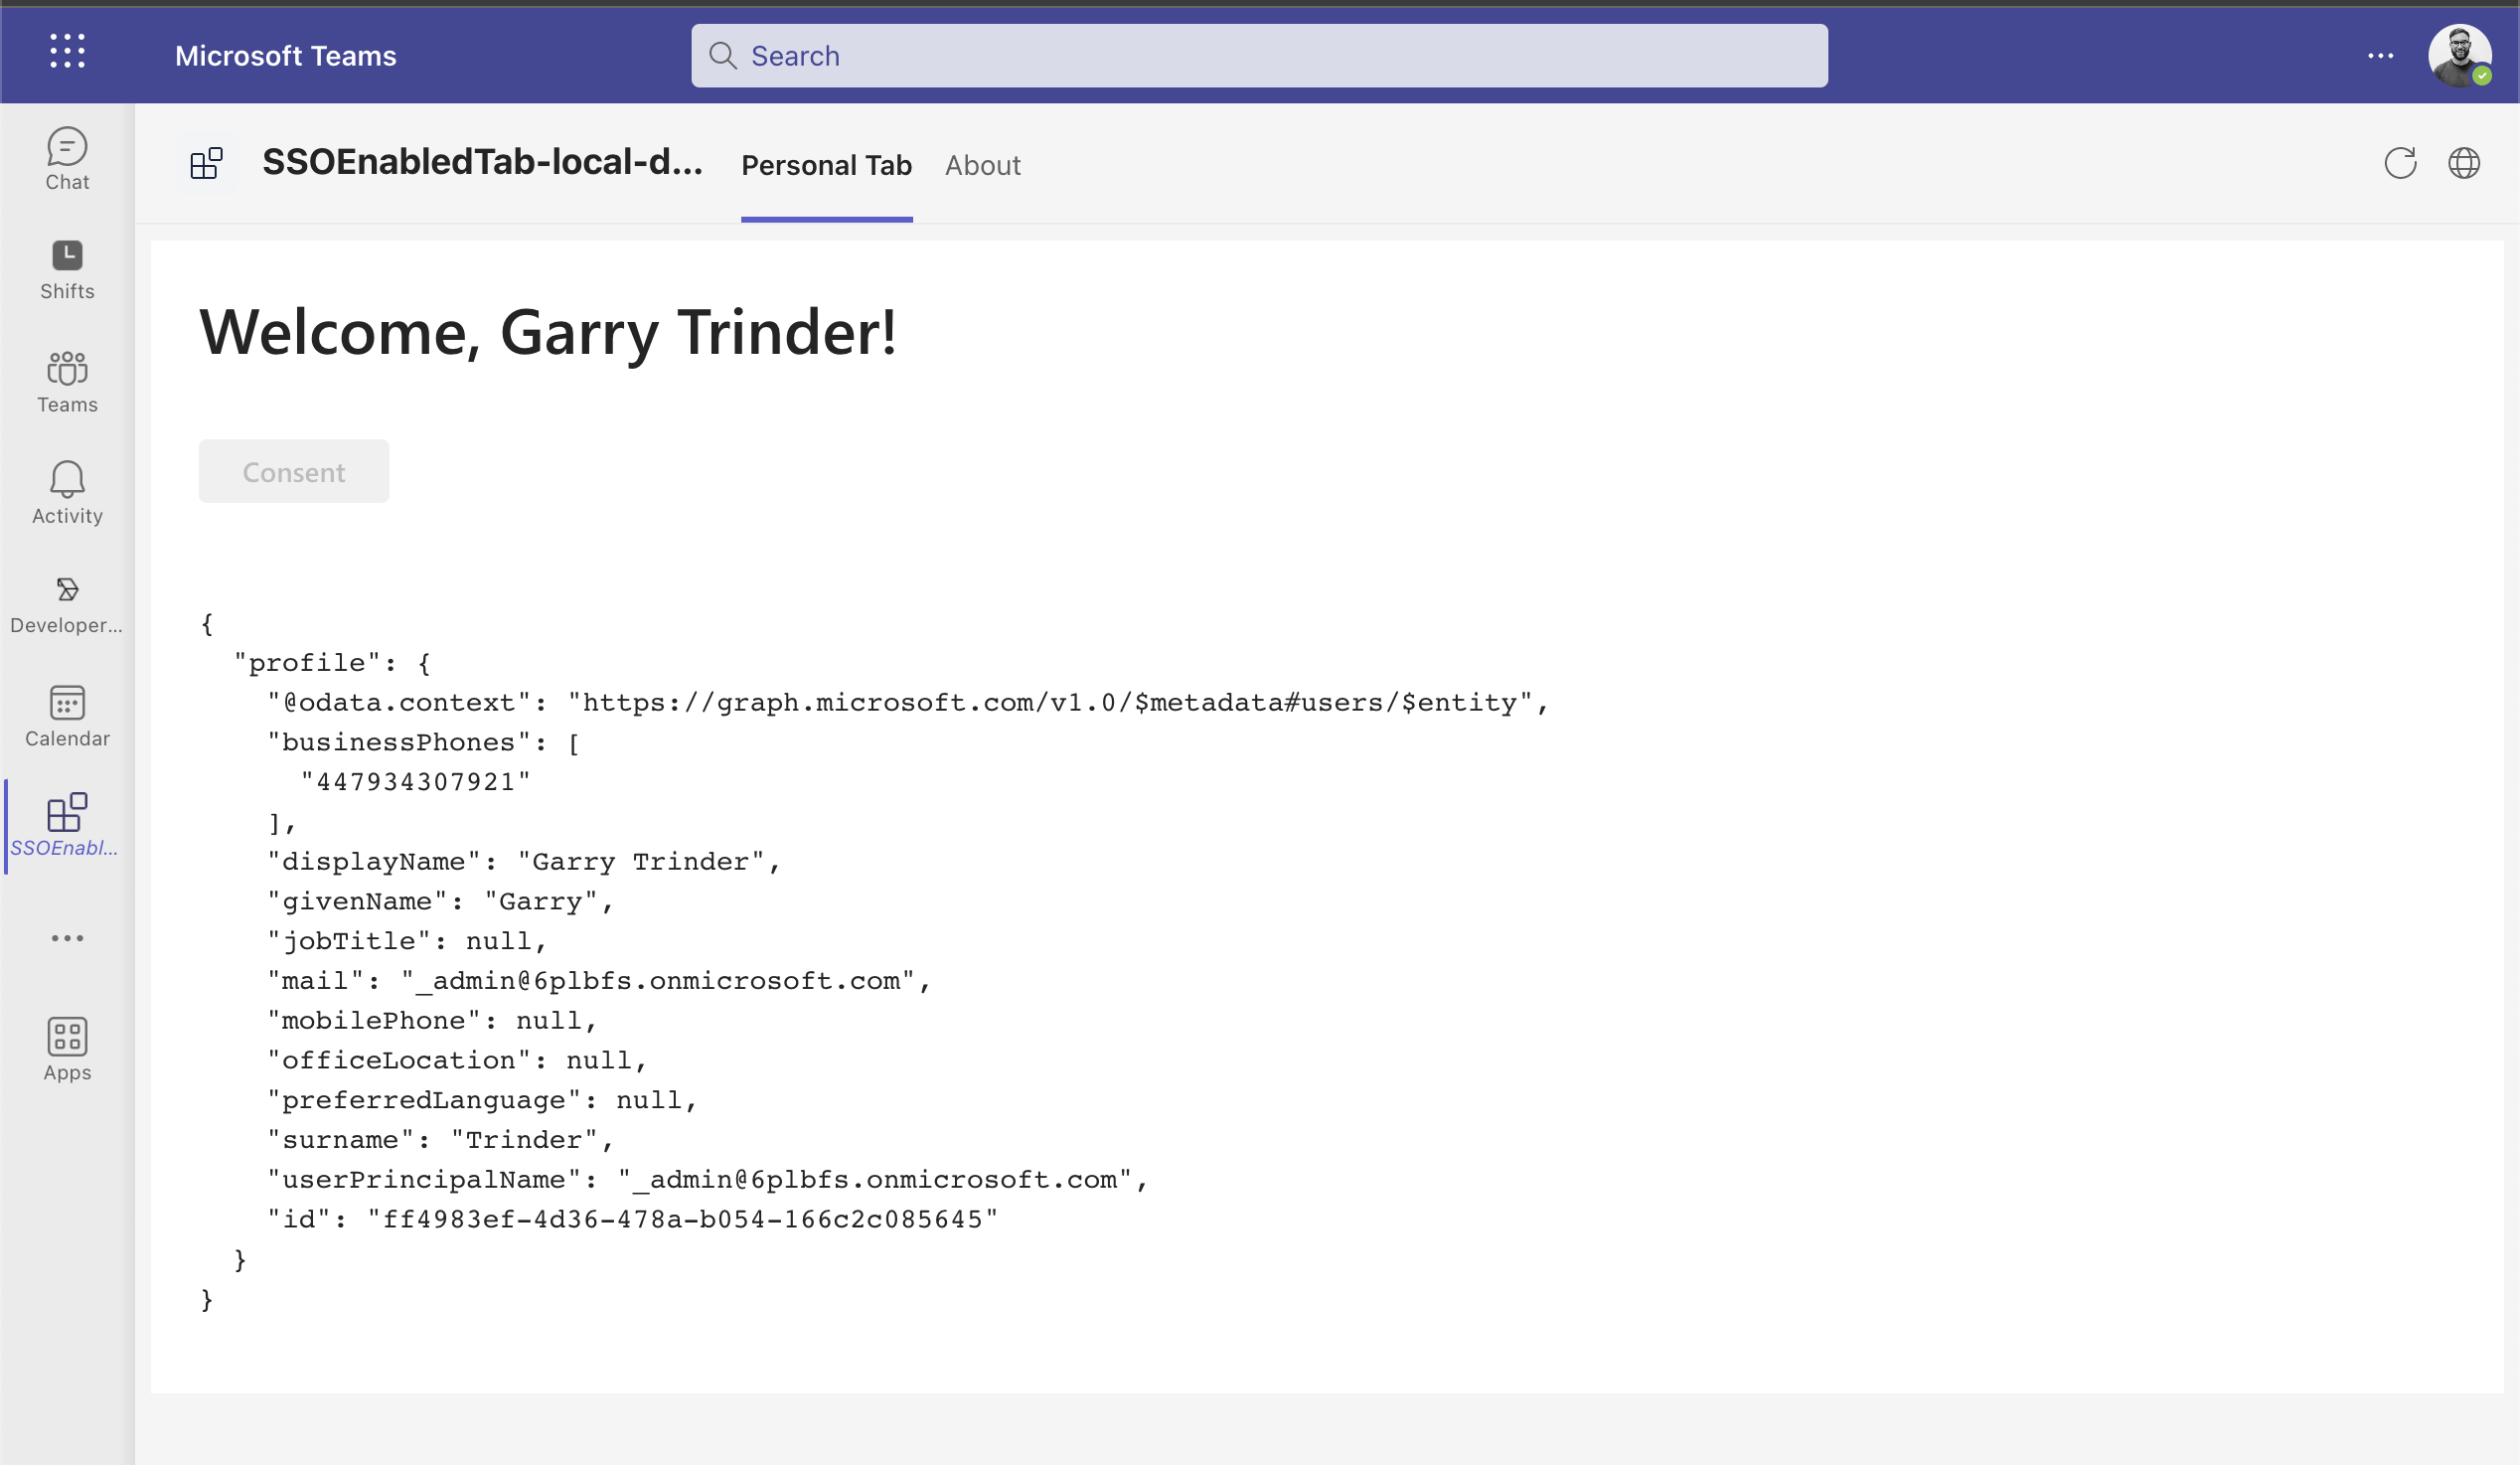 Microsoft Teams
Search
Chat
Shifts
Teams
Activity
Developer...
Calendar
SSOEnabl...
Apps
SSOEnabledTab-local-d...
Personal Tab
About
Welcome, Garry Trinder!
Consent
{
  "profile": {
    "@odata.context": "https://graph.microsoft.com/v1.0/$metadata#users/$entity",
    "businessPhones": [
      "447934307921"
    ],
    "displayName": "Garry Trinder",
    "givenName": "Garry",
    "jobTitle": null,
    "mail": "_admin@6plbfs.onmicrosoft.com",
    "mobilePhone": null,
    "officeLocation": null,
    "preferredLanguage": null,
    "surname": "Trinder",
    "userPrincipalName": "_admin@6plbfs.onmicrosoft.com",
    "id": "ff4983ef-4d36-478a-b054-166c2c085645"
  }
}